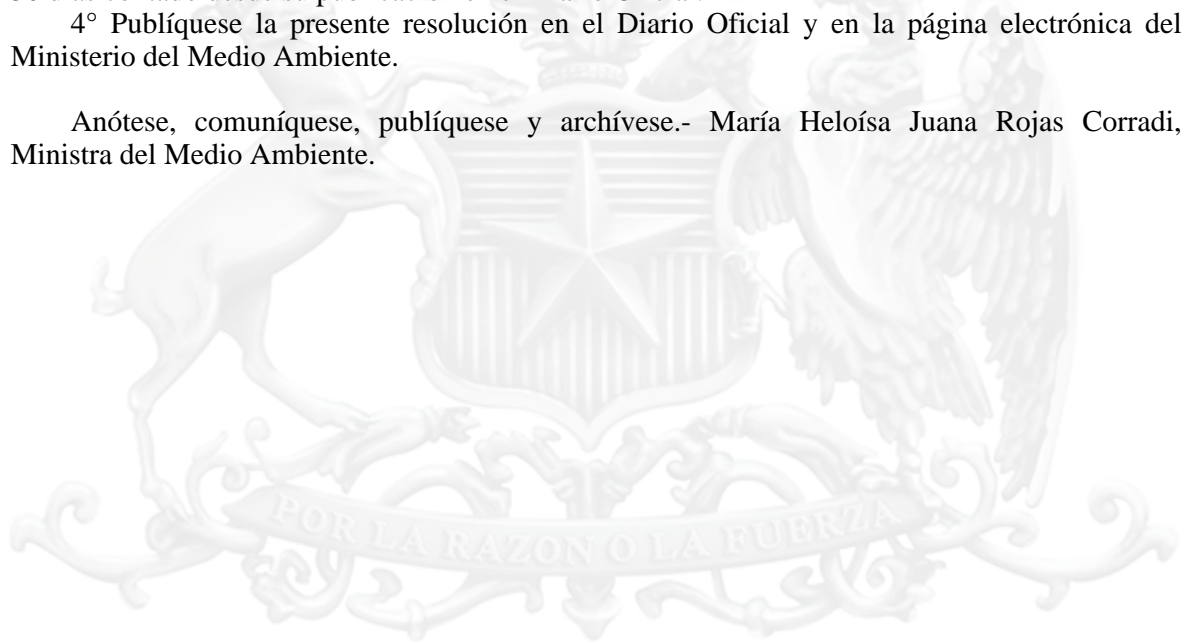 4° Publíquese la presente resolución en el Diario Oficial y en la página electrónica del
Ministerio del Medio Ambiente.
Anótese, comuníquese, publíquese y archívese.- María Heloísa Juana Rojas Corradi,
Ministra del Medio Ambiente.
POR LA RAZON O LA FUERZA